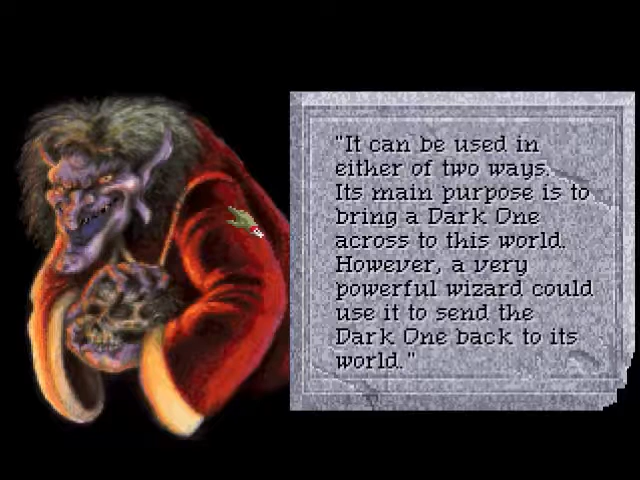 "It can be used in
either of two ways.
Its main purpose is to
bring a Dark One
across to this world.
However, a very
powerful wizard could
use it to send the
Dark One back to its
world."